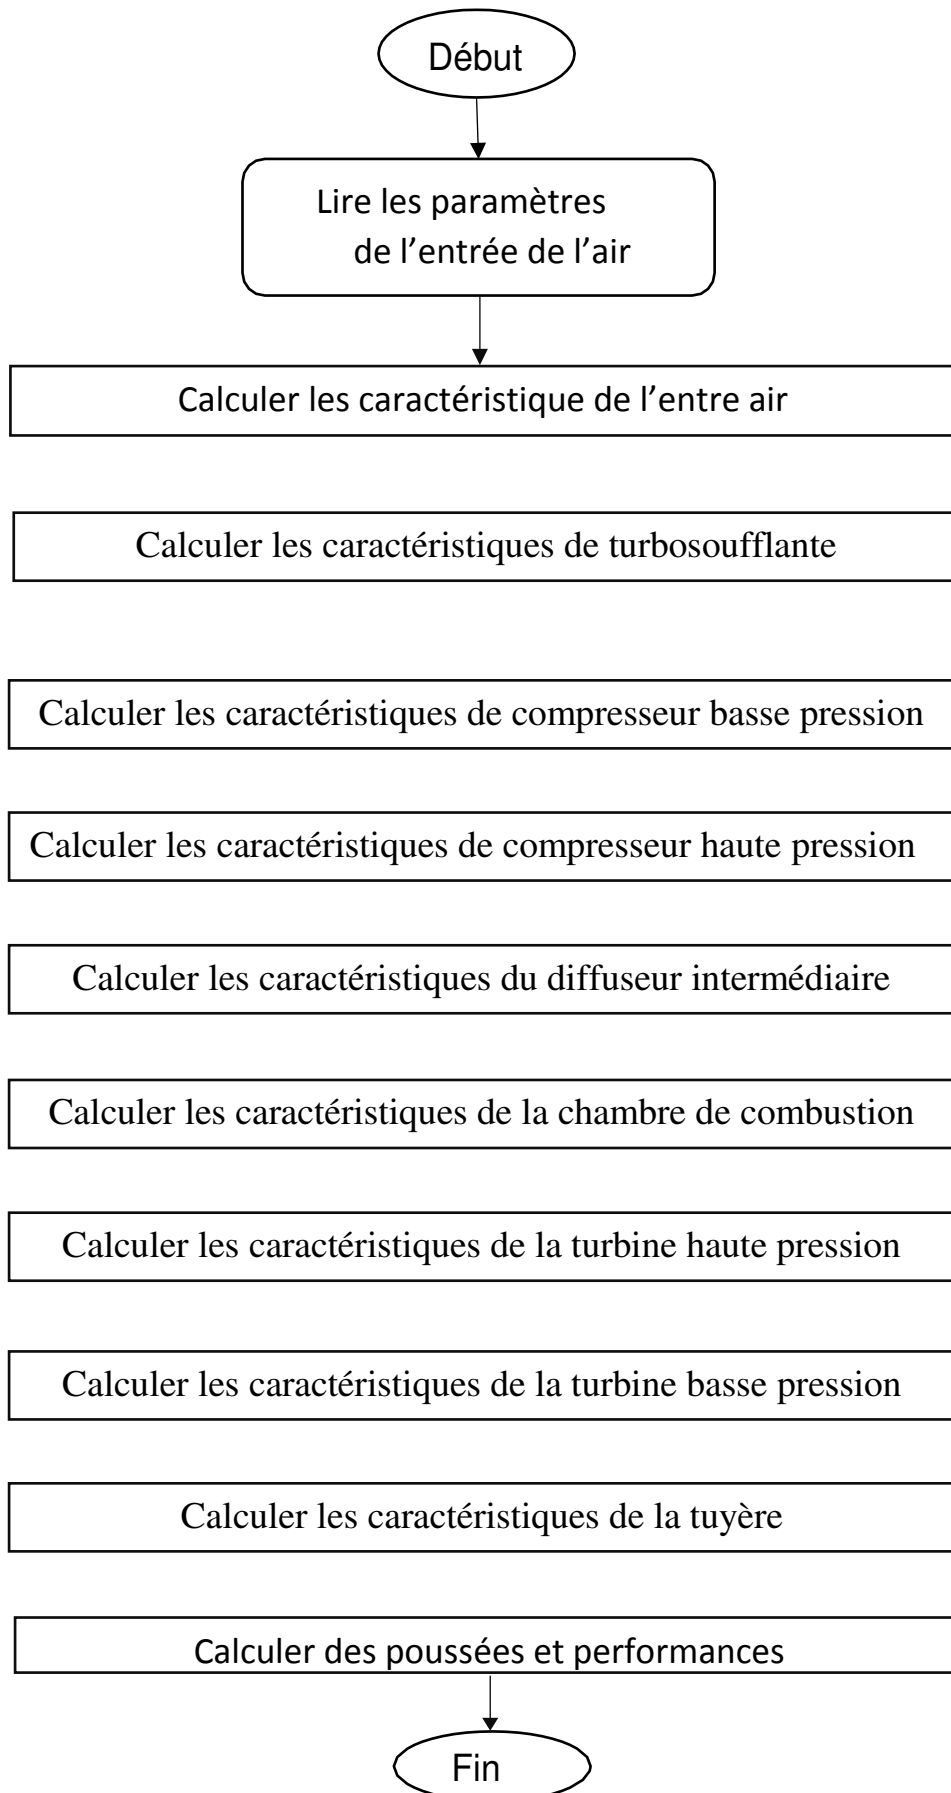 Début
Lire les paramètres
de l’entrée de l’air
Calculer les caractéristique de l’entre air
Calculer les caractéristiques de turbosoufflante
Calculer les caractéristiques de compresseur basse pression
Calculer les caractéristiques de compresseur haute pression
Calculer les caractéristiques du diffuseur intermédiaire
Calculer les caractéristiques de la chambre de combustion
Calculer les caractéristiques de la turbine haute pression
Calculer les caractéristiques de la turbine basse pression
Calculer les caractéristiques de la tuyère
Calculer des poussées et performances
Fin